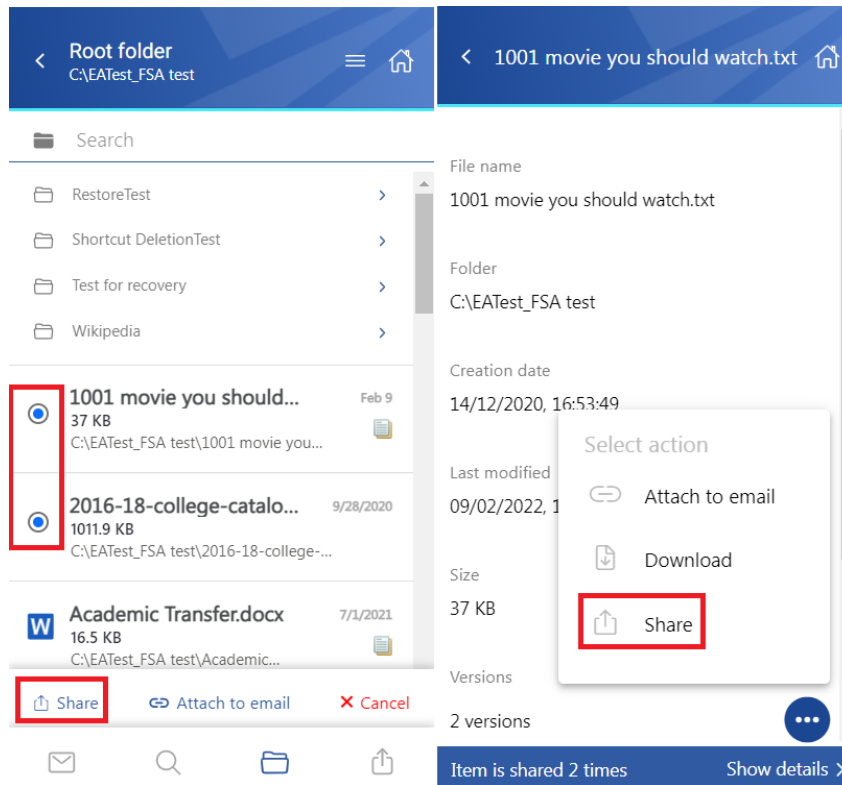 Root folder
C:\EATest_FSA test
Search
RestoreTest
Shortcut DeletionTest
Test for recovery
Wikipedia
1001 movie you should... Feb 9
37 KB
C:\EATest_FSA test\1001 movie you...
2016-18-college-catalo... 9/28/2020
1011.9 KB
C:\EATest_FSA test\2016-18-college-...
W Academic Transfer.docx 7/1/2021
16.5 KB
C:\EATest_FSA test\Academic...
Share Attach to email Cancel
1001 movie you should watch.txt
File name
1001 movie you should watch.txt
Folder
C:\EATest_FSA test
Creation date
14/12/2020, 16:53:49
Last modified
09/02/2022, 1
Size
37 KB
Versions
2 versions
Select action
Attach to email
Download
Share
Item is shared 2 times Show details